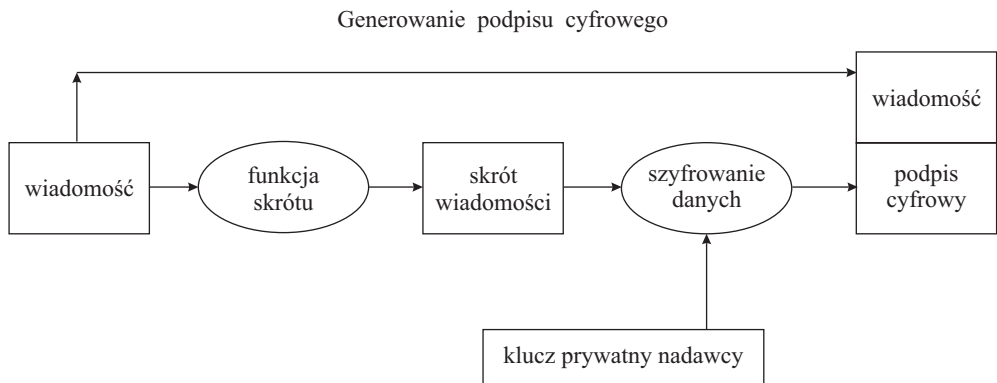 Generowanie podpisu cyfrowego
wiadomość
wiadomość
funkcja
skrótu
skrót
wiadomości
szyfrowanie
danych
podpis
cyfrowy
klucz prywatny nadawcy